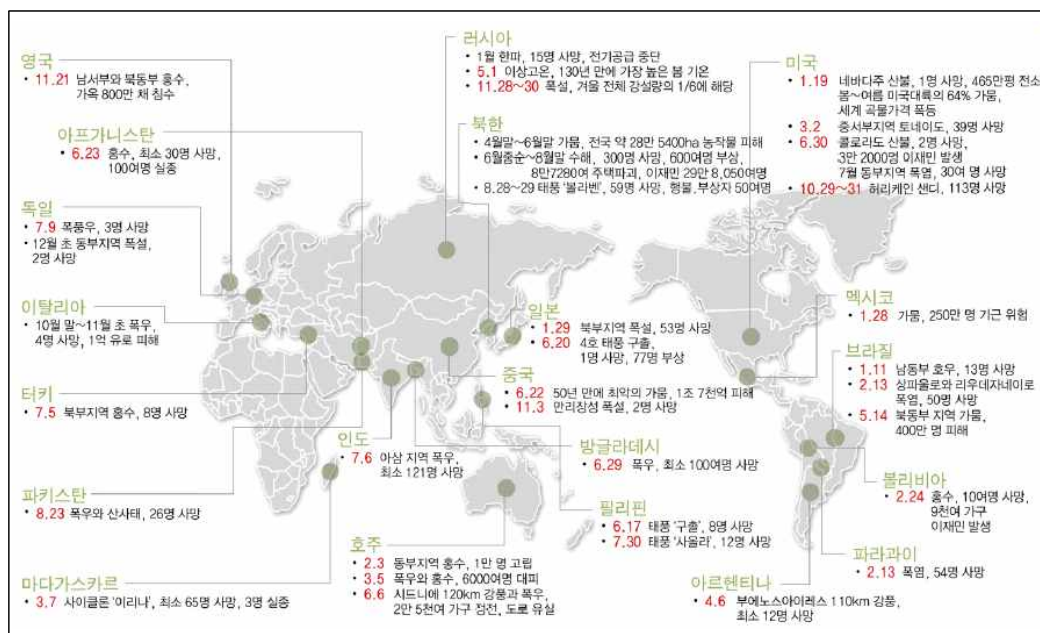 영국
• 11.21 남서부와 북동부 홍수,
가옥 800만 채 침수
아프가니스탄
• 6.23 홍수, 최소 30명 사망,
100여명 실종
독일
• 7.9 폭풍우, 3명 사망
• 12월 초 동부지역 폭설,
2명 사망
이탈리아
• 10월 말~11월 초 폭우,
4명 사망, 1억 유로 피해
터키
• 7.5 북부지역 홍수, 8명 사망
파키스탄
• 8.23 폭우와 산사태, 26명 사망
마다가스카르
• 3.7 사이클론 '이리나', 최소 65명 사망, 3명 실종
러시아
• 1월 한파, 15명 사망, 전기공급 중단
• 5.1 이상고온, 130년 만에 가장 높은 봄 기온
• 11.28~30 폭설, 겨울 전체 강설량의 1/6에 해당
북한
• 4월말~6월말 가뭄, 전국 약 28만 5400ha 농작물 피해
• 6월중순~8월말 수해, 300명 사망, 600여명 부상,
8만7280여 주택파괴, 이재민 29만 8,050여명
• 8.28~29 태풍 '볼라벤', 59명 사망, 행불, 부상자 50여명
일본
• 1.29 북부지역 폭설, 53명 사망
• 6.20 4호 태풍 구촐,
1명 사망, 77명 부상
중국
• 6.22 50년 만에 최악의 가뭄, 1조 7천억 피해
• 11.3 만리장성 폭설, 2명 사망
인도
• 7.6 아삼 지역 폭우,
최소 121명 사망
방글라데시
• 6.29 폭우, 최소 100여명 사망
필리핀
• 6.17 태풍 '구촐', 8명 사망
• 7.30 태풍 '사올라', 12명 사망
호주
• 2.3 동부지역 홍수, 1만 명 고립
• 3.5 폭우와 홍수, 6000여명 대피
• 6.6 시드니에 120km 강풍과 폭우,
2만 5천여 가구 정전, 도로 유실
미국
• 1.19 네바다주 산불, 1명 사망, 465만평 전소
봄~여름 미국대륙의 64% 가뭄,
세계 곡물가격 폭등
• 3.2 중서부지역 토네이도, 39명 사망
• 6.30 콜로라도 산불, 2명 사망,
3만 2000명 이재민 발생
7월 동부지역 폭염, 30여 명 사망
• 10.29~31 허리케인 샌디, 113명 사망
멕시코
• 1.28 가뭄, 250만 명 기근 위험
브라질
• 1.11 남동부 호우, 13명 사망
• 2.13 상파울로와 리우데자네이로
폭염, 50명 사망
• 5.14 북동부 지역 가뭄,
400만 명 피해
볼리비아
• 2.24 홍수, 10여명 사망,
9천여 가구
이재민 발생
파라과이
• 2.13 폭염, 54명 사망
아르헨티나
• 4.6 부에노스아이레스 110km 강풍,
최소 12명 사망